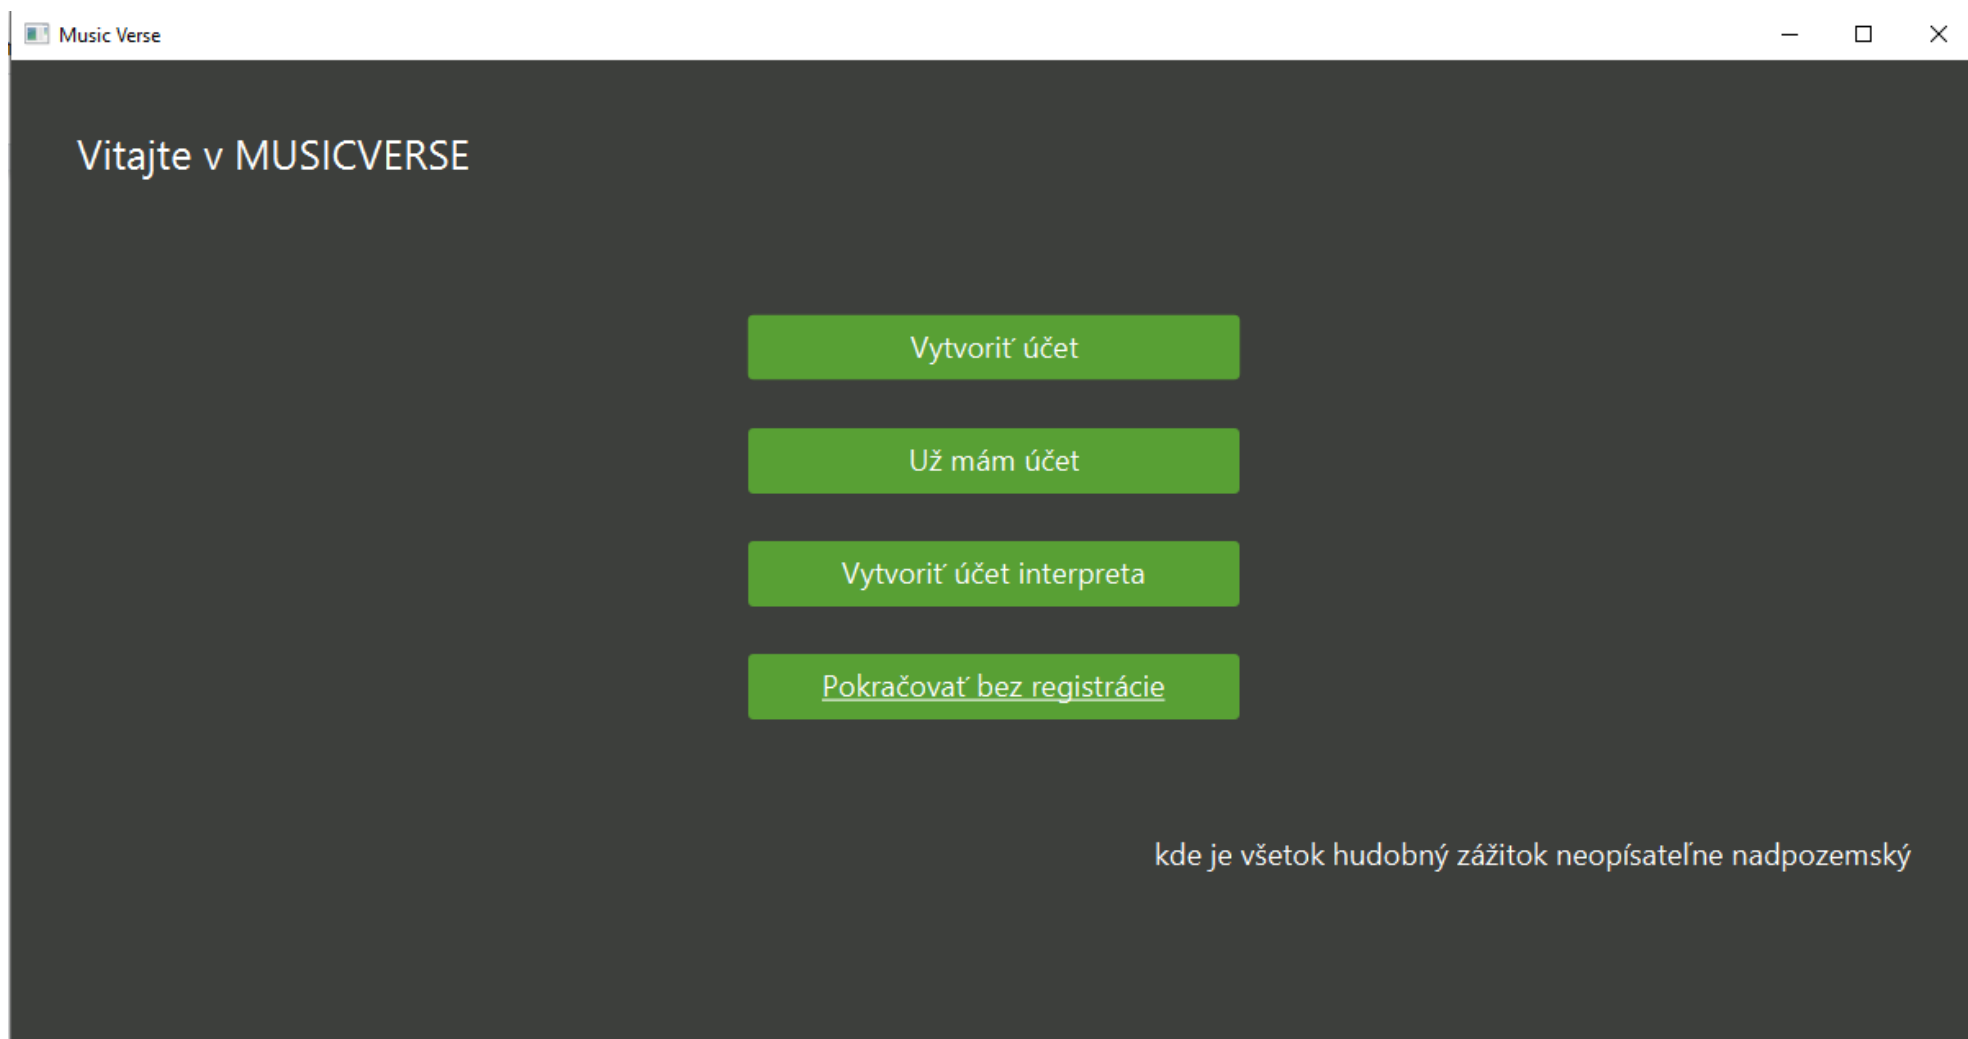 Music Verse
Vitajte v MUSICVERSE
Vytvoriť účet
Už mám účet
Vytvoriť účet interpreta
Pokračovať bez registrácie
kde je všetok hudobný zážitok neopísateľne nadpozemský